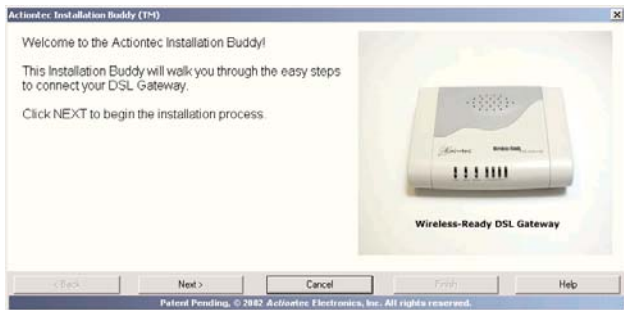 Actiontec Installation Buddy (TM)
Welcome to the Actiontec Installation Buddy!
This Installation Buddy will walk you through the easy steps
to connect your DSL Gateway.
Click NEXT to begin the installation process.
Actiontec
Wireless-Ready DSL Gateway
< Back
Next >
Cancel
Finish
Help
Patent Pending, © 2002 Actiontec Electronics, Inc. All rights reserved.